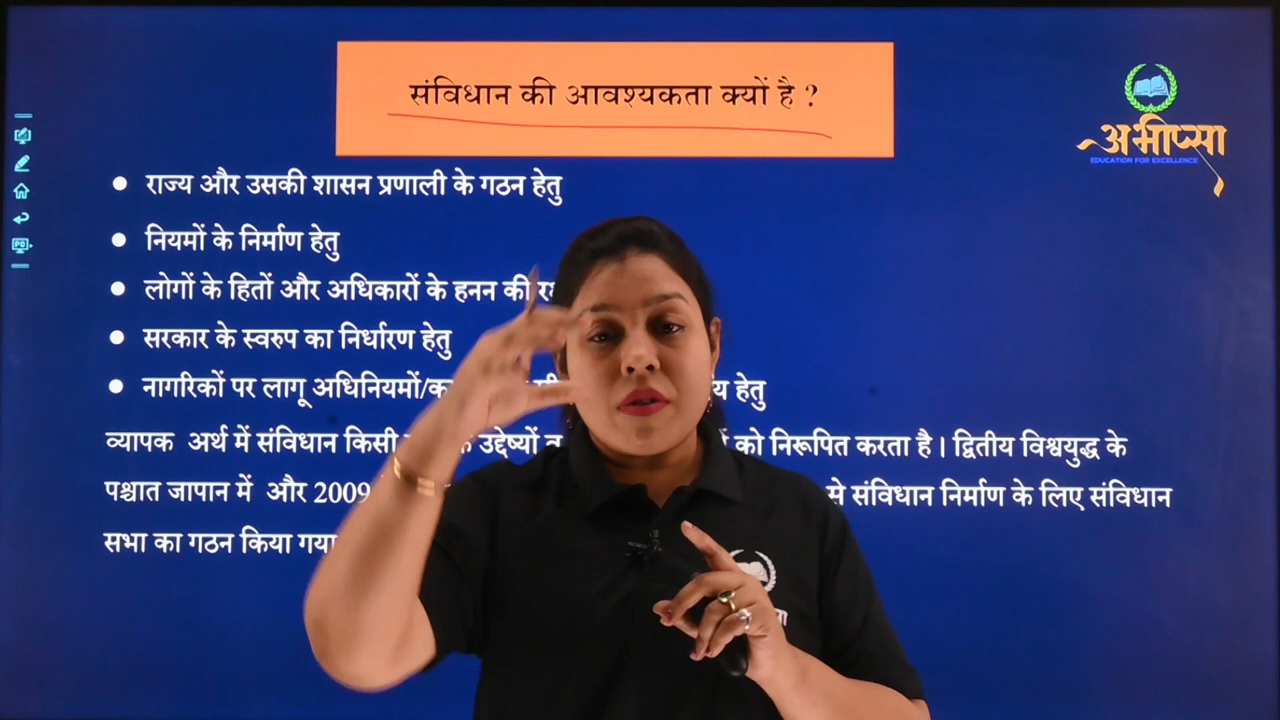 संविधान की आवश्यकता क्यों है ?
अभीप्सा
EDUCATION FOR EXCELLENCE
राज्य और उसकी शासन प्रणाली के गठन हेतु
नियमों के निर्माण हेतु
लोगों के हितों और अधिकारों के हनन की
सरकार के स्वरुप का निर्धारण हेतु
नागरिकों पर लागू अधिनियमों/ हेतु
व्यापक अर्थ में संविधान किसी उद्देष्यों को निरूपित करता है । द्वितीय विश्वयुद्ध के
पश्चात जापान में और 2009 से संविधान निर्माण के लिए संविधान
सभा का गठन किया गया